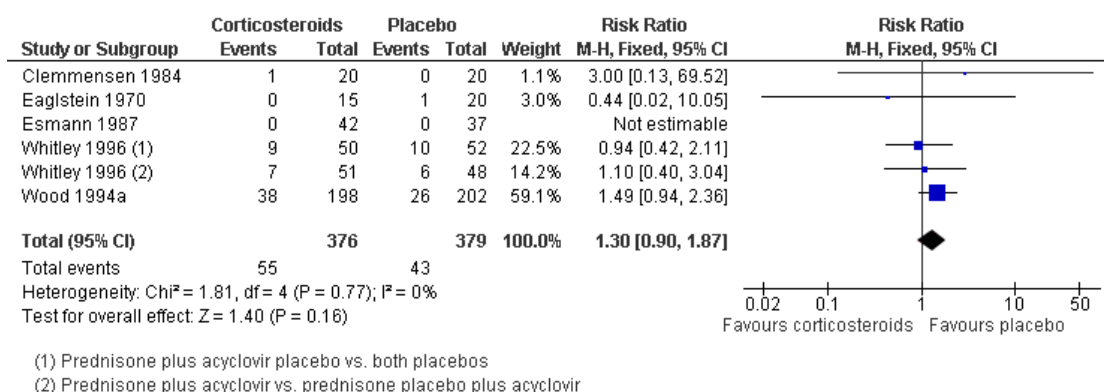 Corticosteroids Placebo Risk Ratio Risk Ratio
Study or Subgroup Events Total Events Total Weight M-H, Fixed, 95% CI M-H, Fixed, 95% CI
Clemmensen 1984 1 20 0 20 1.1% 3.00 [0.13, 69.52]
Eaglstein 1970 0 15 1 20 3.0% 0.44 [0.02, 10.05]
Esmann 1987 0 42 0 37 Not estimable
Whitley 1996 (1) 9 50 10 52 22.5% 0.94 [0.42, 2.11]
Whitley 1996 (2) 7 51 6 48 14.2% 1.10 [0.40, 3.04]
Wood 1994a 38 198 26 202 59.1% 1.49 [0.94, 2.36]
Total (95% CI) 376 379 100.0% 1.30 [0.90, 1.87]
Total events 55 43
Heterogeneity: Chi² = 1.81, df = 4 (P = 0.77); I² = 0%
Test for overall effect: Z = 1.40 (P = 0.16)
0.02 0.1 1 10 50
Favours corticosteroids Favours placebo
(1) Prednisone plus acyclovir placebo vs. both placebos
(2) Prednisone plus acyclovir vs. prednisone placebo plus acyclovir